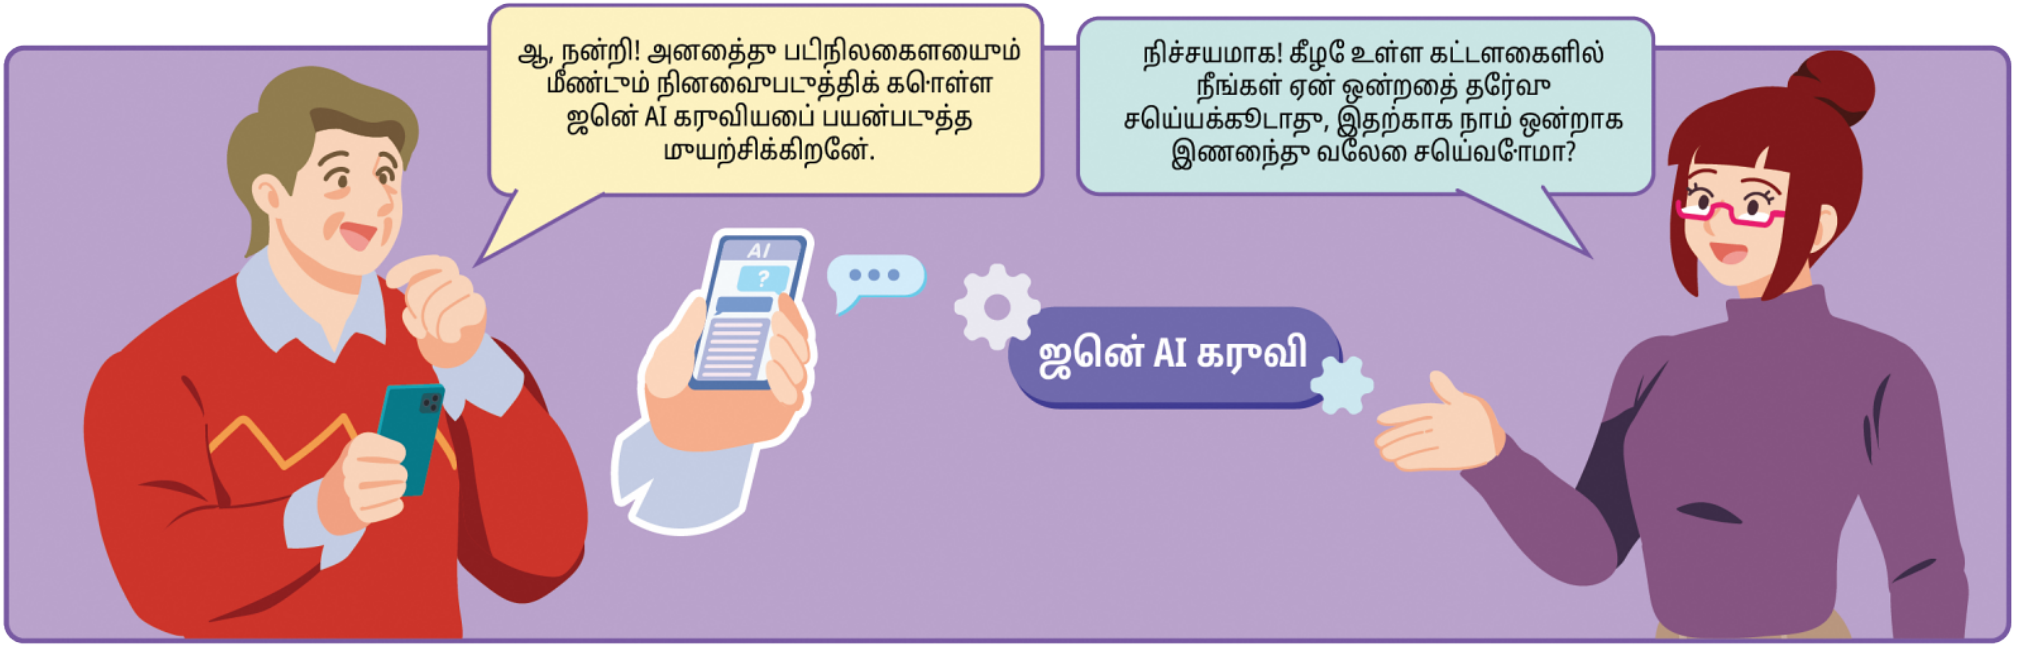 ஆ, நன்றி! அனைத்து படிநிலைகளையும்
மீண்டும் நினைவுபடுத்திக் கொள்ள
ஜென் AI கருவியைப் பயன்படுத்த
முயற்சிக்கிறேன்.
நிச்சயமாக! கீழே உள்ள கட்டளைகளில்
நீங்கள் ஏன் ஒன்றைத் தேர்வு
செய்யக்கூடாது, இதற்காக நாம் ஒன்றாக
இணைந்து வேலை செய்வோமா?
AI
?
ஜென் AI கருவி